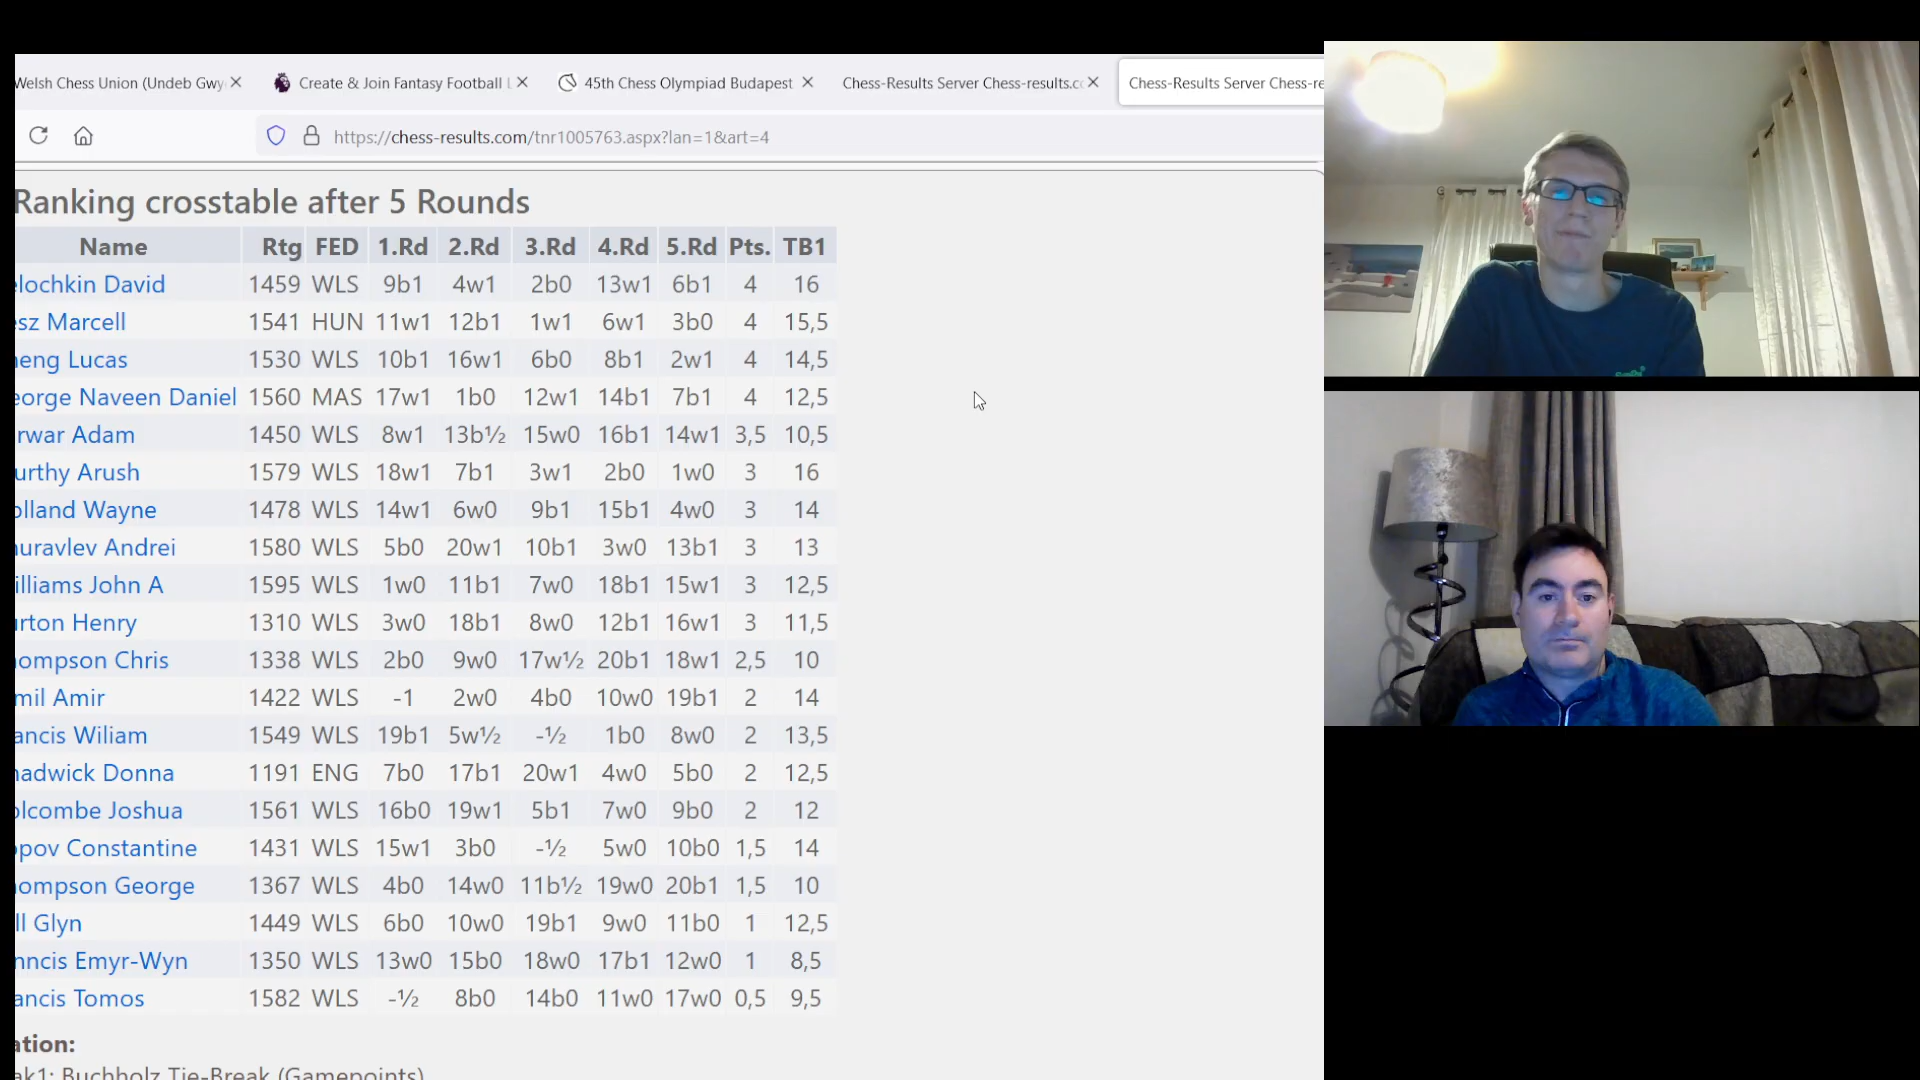 Welsh Chess Union (Undeb Gwy
Create & Join Fantasy Football L
45th Chess Olympiad Budapest
Chess-Results Server Chess-results.cc
Chess-Results Server Chess-re
https://chess-results.com/tnr1005763.aspx?lan=1&art=4
Ranking crosstable after 5 Rounds
Name Rtg FED 1.Rd 2.Rd 3.Rd 4.Rd 5.Rd Pts. TB1
elochkin David 1459 WLS 9b1 4w1 2b0 13w1 6b1 4 16
esz Marcell 1541 HUN 11w1 12b1 1w1 6w1 3b0 4 15,5
heng Lucas 1530 WLS 10b1 16w1 6b0 8b1 2w1 4 14,5
eorge Naveen Daniel 1560 MAS 17w1 1b0 12w1 14b1 7b1 4 12,5
rwar Adam 1450 WLS 8w1 13b½ 15w0 16b1 14w1 3,5 10,5
urthy Arush 1579 WLS 18w1 7b1 3w1 2b0 1w0 3 16
olland Wayne 1478 WLS 14w1 6w0 9b1 15b1 4w0 3 14
huravlev Andrei 1580 WLS 5b0 20w1 10b1 3w0 13b1 3 13
illiams John A 1595 WLS 1w0 11b1 7w0 18b1 15w1 3 12,5
urton Henry 1310 WLS 3w0 18b1 8w0 12b1 16w1 3 11,5
hompson Chris 1338 WLS 2b0 9w0 17w½ 20b1 18w1 2,5 10
mil Amir 1422 WLS -1 2w0 4b0 10w0 19b1 2 14
ancis Wiliam 1549 WLS 19b1 5w½ -½ 1b0 8w0 2 13,5
hadwick Donna 1191 ENG 7b0 17b1 20w1 4w0 5b0 2 12,5
olcombe Joshua 1561 WLS 16b0 19w1 5b1 7w0 9b0 2 12
opov Constantine 1431 WLS 15w1 3b0 -½ 5w0 10b0 1,5 14
hompson George 1367 WLS 4b0 14w0 11b½ 19w0 20b1 1,5 10
ll Glyn 1449 WLS 6b0 10w0 19b1 9w0 11b0 1 12,5
nncis Emyr-Wyn 1350 WLS 13w0 15b0 18w0 17b1 12w0 1 8,5
ancis Tomos 1582 WLS -½ 8b0 14b0 11w0 17w0 0,5 9,5
ation:
ak1: Buchholz Tie-Break (Gamepoints)